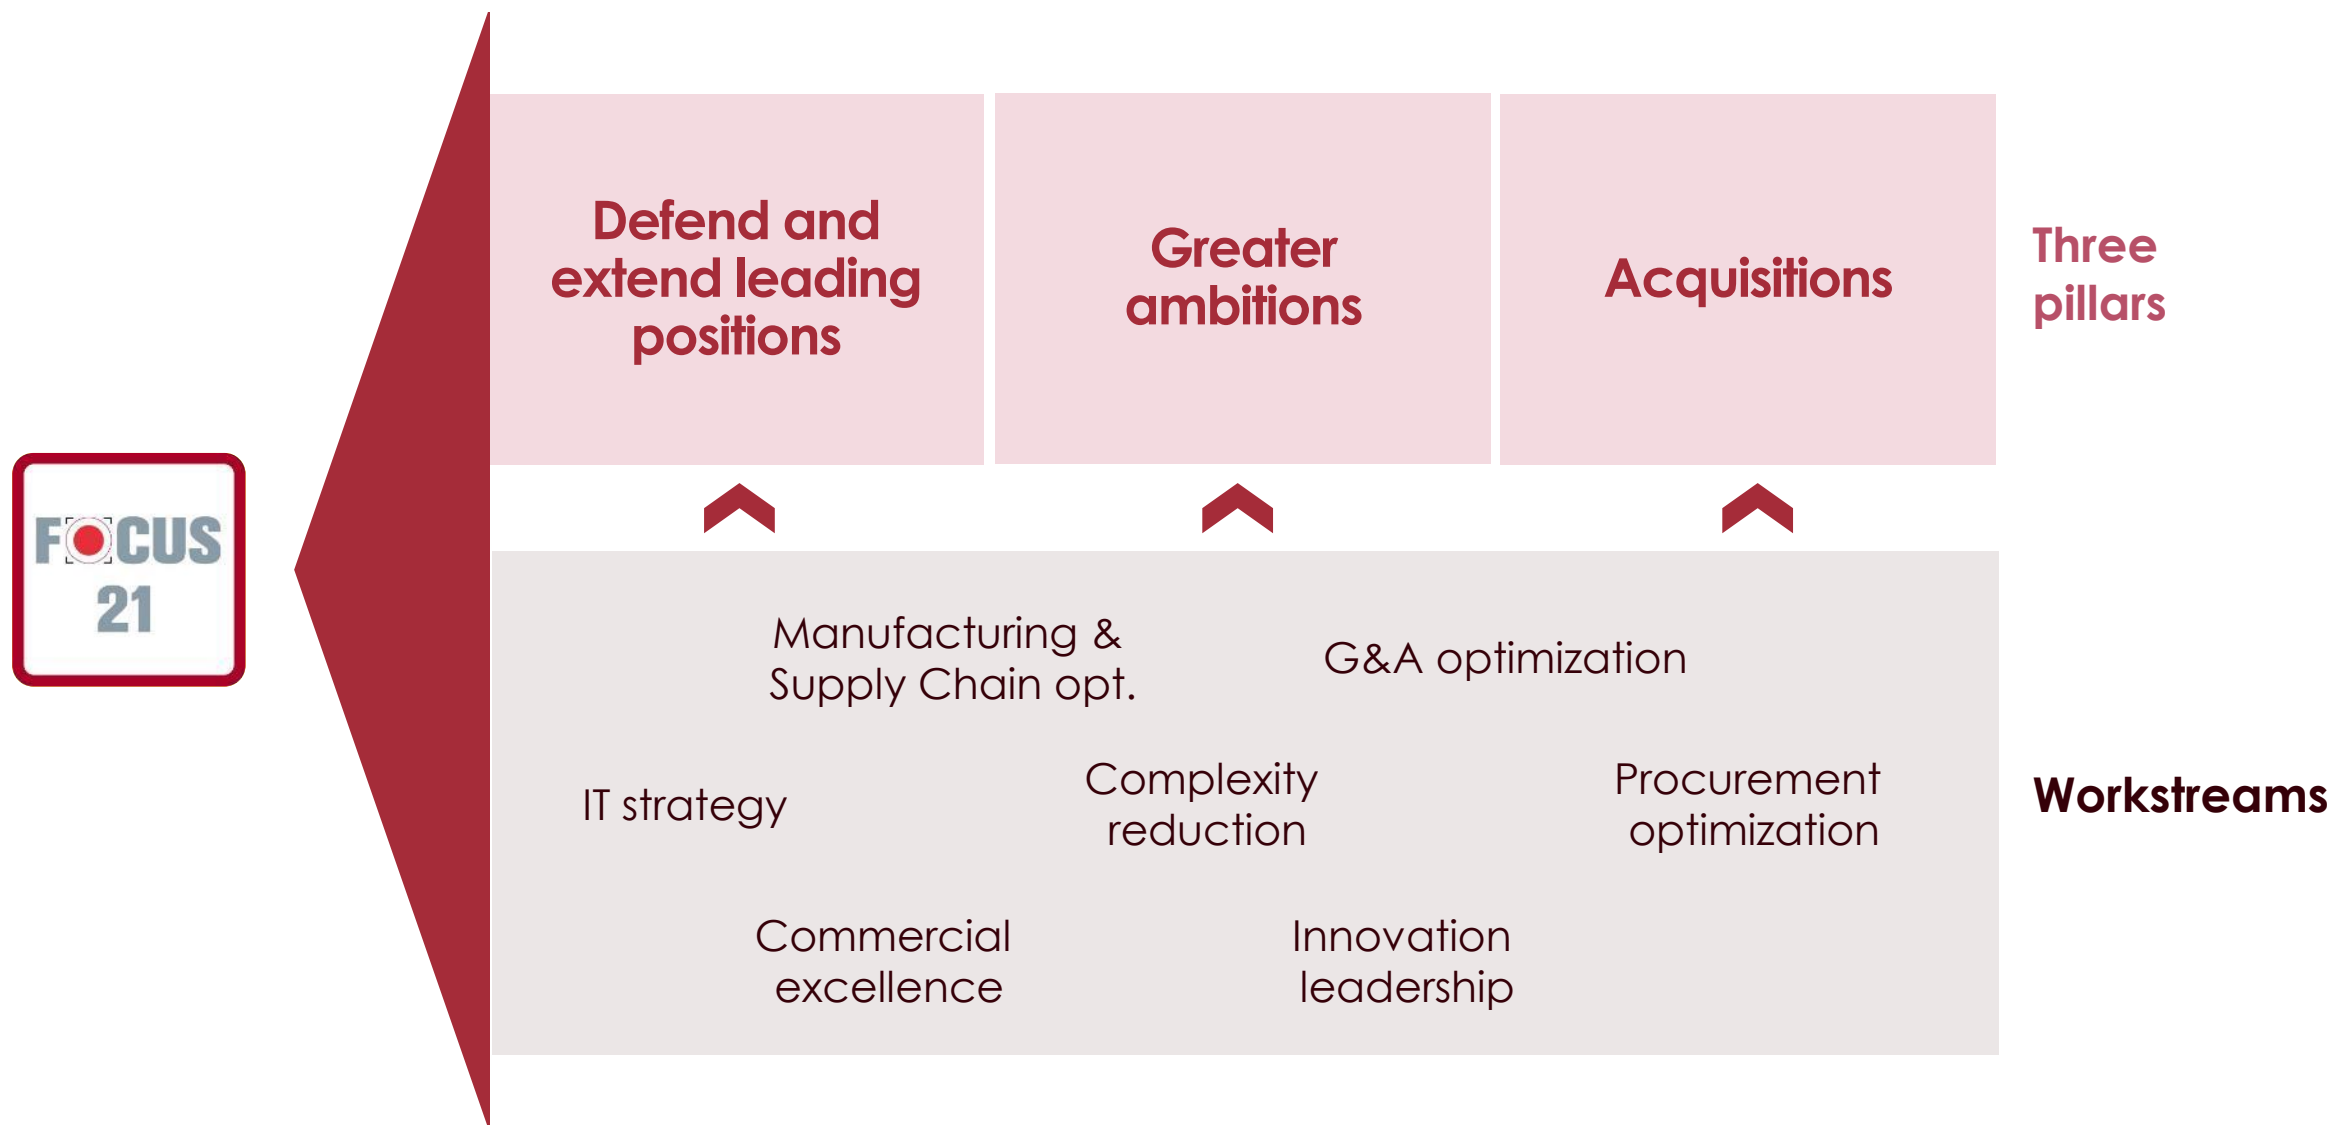 FOCUS
21
Defend and
extend leading
positions
Greater
ambitions
Acquisitions
Three
pillars
Manufacturing &
Supply Chain opt.
G&A optimization
IT strategy
Complexity
reduction
Procurement
optimization
Commercial
excellence
Innovation
leadership
Workstreams